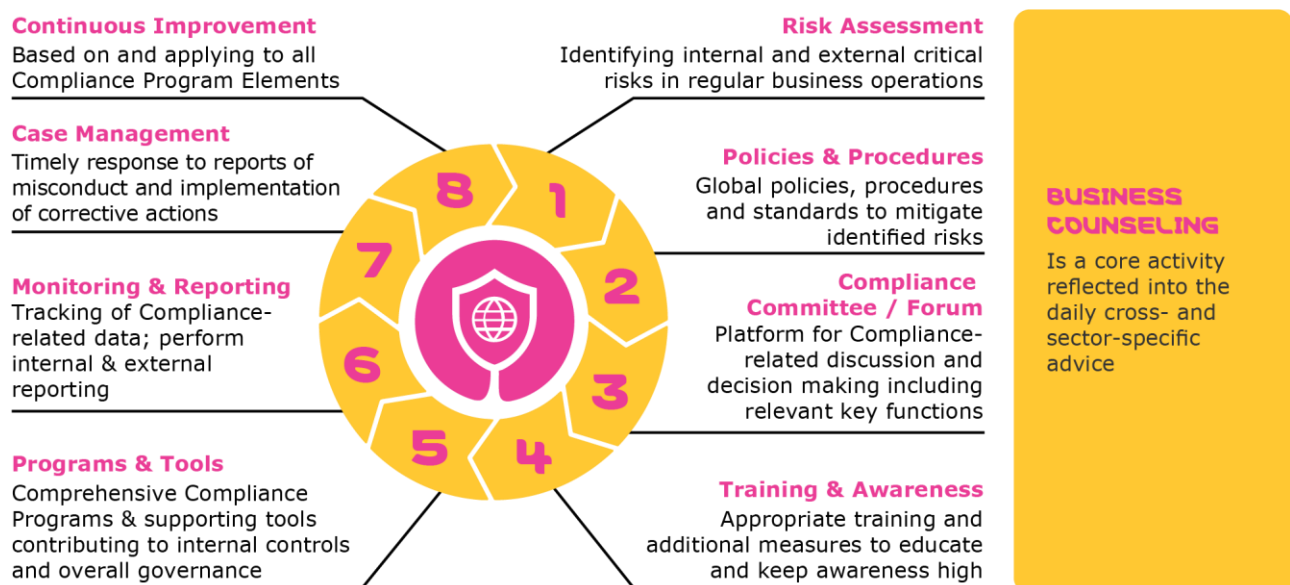 Continuous Improvement
Based on and applying to all
Compliance Program Elements
Case Management
Timely response to reports of
misconduct and implementation
of corrective actions
Monitoring & Reporting
Tracking of Compliance-
related data; perform
internal & external
reporting
Programs & Tools
Comprehensive Compliance
Programs & supporting tools
contributing to internal controls
and overall governance
8
1
7
2
6
3
5
4
Risk Assessment
Identifying internal and external critical
risks in regular business operations
Policies & Procedures
Global policies, procedures
and standards to mitigate
identified risks
Compliance
Committee / Forum
Platform for Compliance-
related discussion and
decision making including
relevant key functions
Training & Awareness
Appropriate training and
additional measures to educate
and keep awareness high
BUSINESS
COUNSELING
Is a core activity
reflected into the
daily cross- and
sector-specific
advice